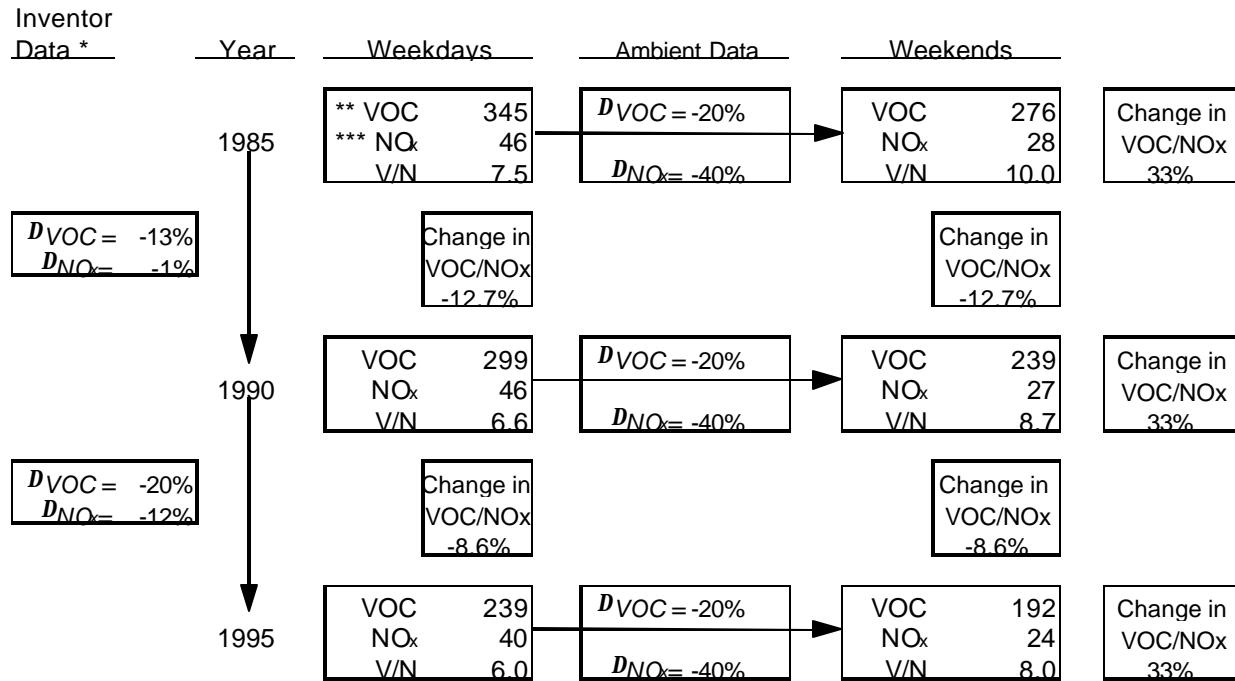 Inventor
Data * Year Weekdays Ambient Data Weekends
** VOC 345 DVOC = -20% VOC 276 Change in
1985 *** NOx 46 NOx 28 VOC/NOx
V/N 7.5 DNOx= -40% V/N 10.0 33%
DVOC = -13% Change in Change in
DNOx= -1% VOC/NOx VOC/NOx
-12.7% -12.7%
VOC 299 DVOC = -20% VOC 239 Change in
1990 NOx 46 NOx 27 VOC/NOx
V/N 6.6 DNOx= -40% V/N 8.7 33%
DVOC = -20% Change in Change in
DNOx= -12% VOC/NOx VOC/NOx
-8.6% -8.6%
VOC 239 DVOC = -20% VOC 192 Change in
1995 NOx 40 NOx 24 VOC/NOx
V/N 6.0 DNOx= -40% V/N 8.0 33%